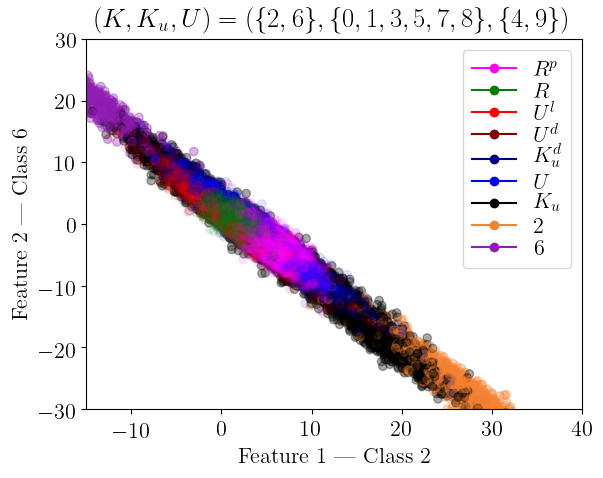 (K, K_u, U) = ({2, 6}, {0, 1, 3, 5, 7, 8}, {4, 9})
30
20
10
0
−10
−20
−30
Feature 2 — Class 6
R^p
R
U^l
U^d
K_u^d
U
K_u
2
6
−10
0
10
20
30
40
Feature 1 — Class 2